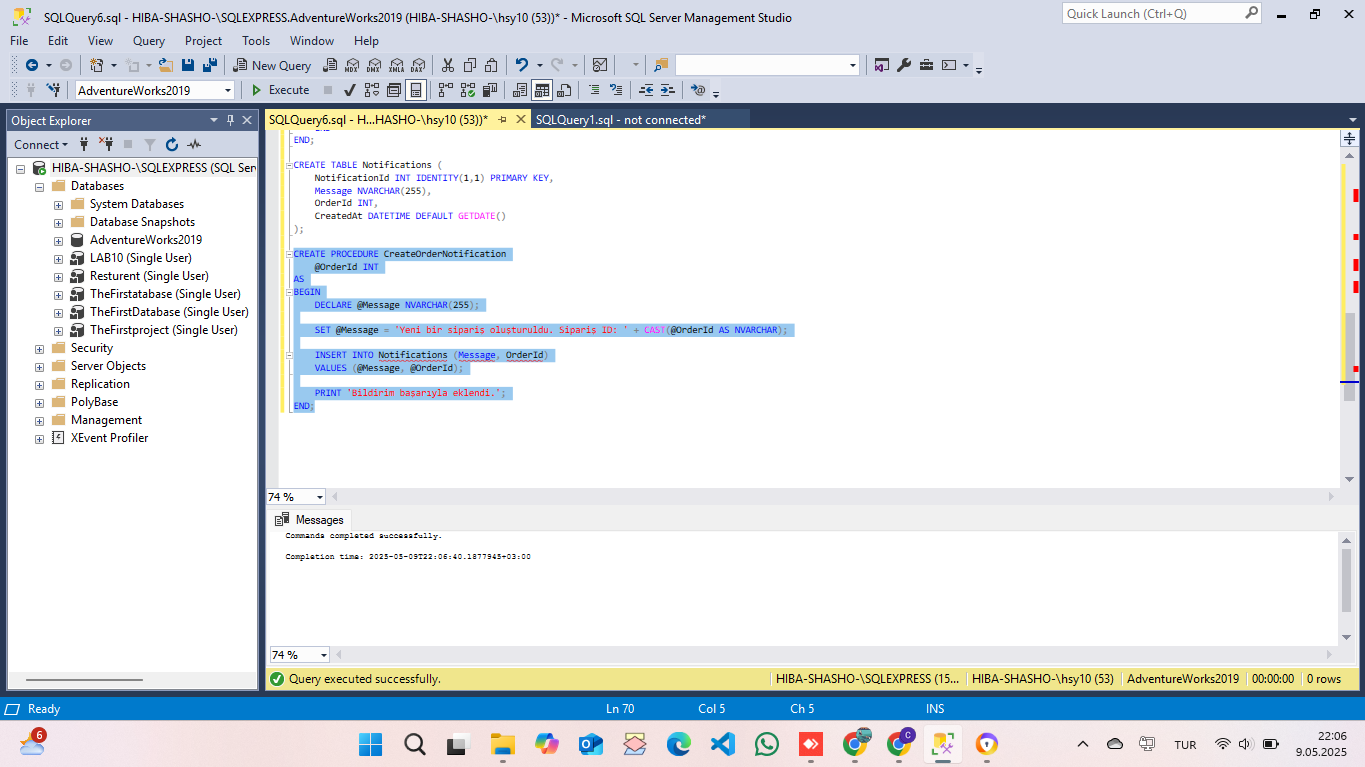 SQLQuery6.sql - HIBA-SHASHO-\SQLEXPRESS.AdventureWorks2019 (HIBA-SHASHO-\hsy10 (53))* - Microsoft SQL Server Management Studio
Quick Launch (Ctrl+Q)
File Edit View Query Project Tools Window Help
New Query MDX DMX XMLA DAX
AdventureWorks2019 Execute
Object Explorer
Connect
HIBA-SHASHO-\SQLEXPRESS (SQL Ser
Databases
System Databases
Database Snapshots
AdventureWorks2019
LAB10 (Single User)
Resturent (Single User)
TheFirstatabase (Single User)
TheFirstDatabase (Single User)
TheFirstproject (Single User)
Security
Server Objects
Replication
PolyBase
Management
XEvent Profiler
SQLQuery6.sql - H...HASHO-\hsy10 (53))* SQLQuery1.sql - not connected*
END;
CREATE TABLE Notifications (
NotificationId INT IDENTITY(1,1) PRIMARY KEY,
Message NVARCHAR(255),
OrderId INT,
CreatedAt DATETIME DEFAULT GETDATE()
);
CREATE PROCEDURE CreateOrderNotification
@OrderId INT
AS
BEGIN
DECLARE @Message NVARCHAR(255);
SET @Message = 'Yeni bir sipariş oluşturuldu. Sipariş ID: ' + CAST(@OrderId AS NVARCHAR);
INSERT INTO Notifications (Message, OrderId)
VALUES (@Message, @OrderId);
PRINT 'Bildirim başarıyla eklendi.';
END;
74 %
Messages
Commands completed successfully.
Completion time: 2025-05-09T22:06:40.1877945+03:00
74 %
Query executed successfully. HIBA-SHASHO-\SQLEXPRESS (15... HIBA-SHASHO-\hsy10 (53) AdventureWorks2019 00:00:00 0 rows
Ready Ln 70 Col 5 Ch 5 INS
6
C
TUR
22:06
9.05.2025